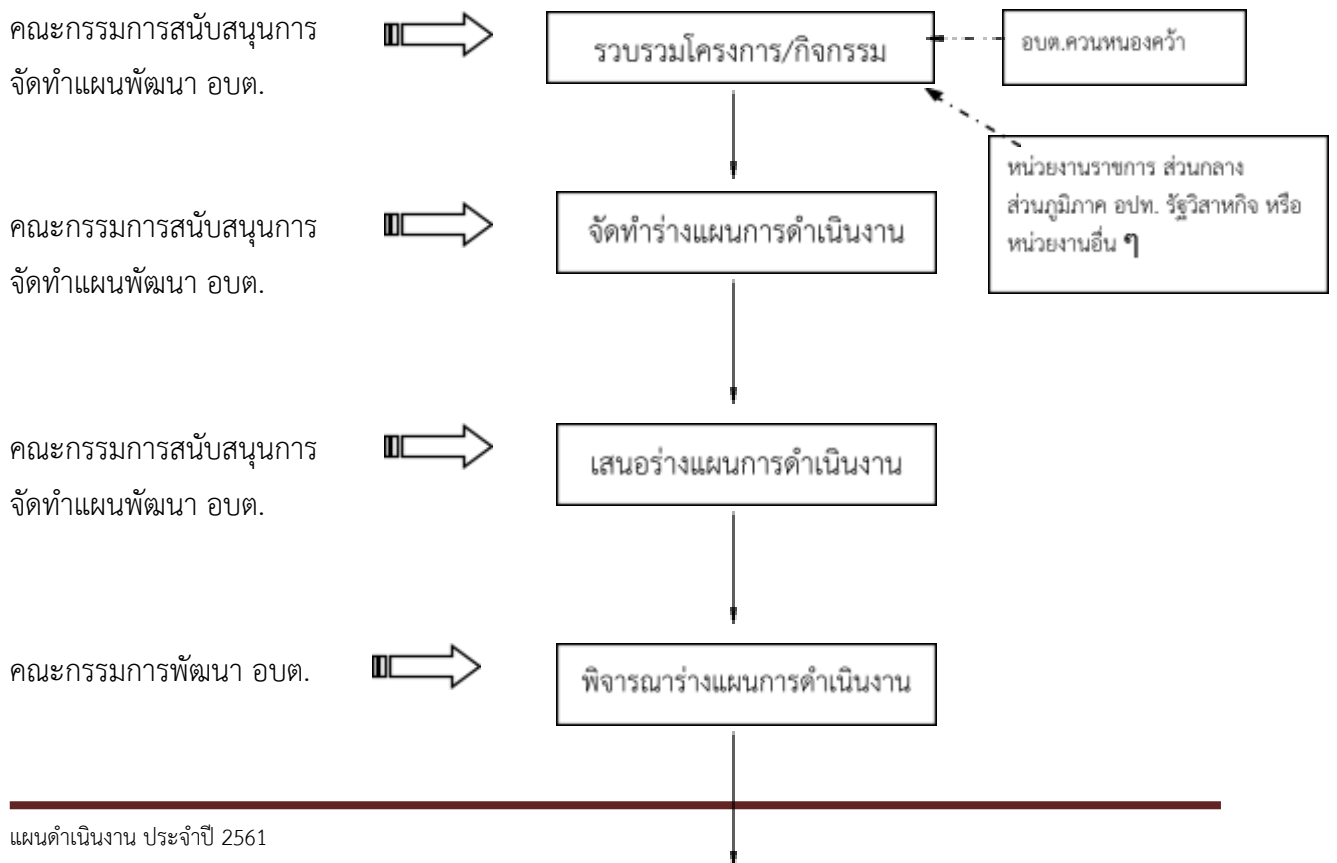 คณะกรรมการสนับสนุนการ
จัดทำแผนพัฒนา อบต.
รวบรวมโครงการ/กิจกรรม
อบต.ควนหนองคว้า
หน่วยงานราชการ ส่วนกลาง
ส่วนภูมิภาค อปท. รัฐวิสาหกิจ หรือ
หน่วยงานอื่น ๆ
คณะกรรมการสนับสนุนการ
จัดทำแผนพัฒนา อบต.
จัดทำร่างแผนการดำเนินงาน
คณะกรรมการสนับสนุนการ
จัดทำแผนพัฒนา อบต.
เสนอร่างแผนการดำเนินงาน
คณะกรรมการพัฒนา อบต.
พิจารณาร่างแผนการดำเนินงาน
แผนดำเนินงาน ประจำปี 2561